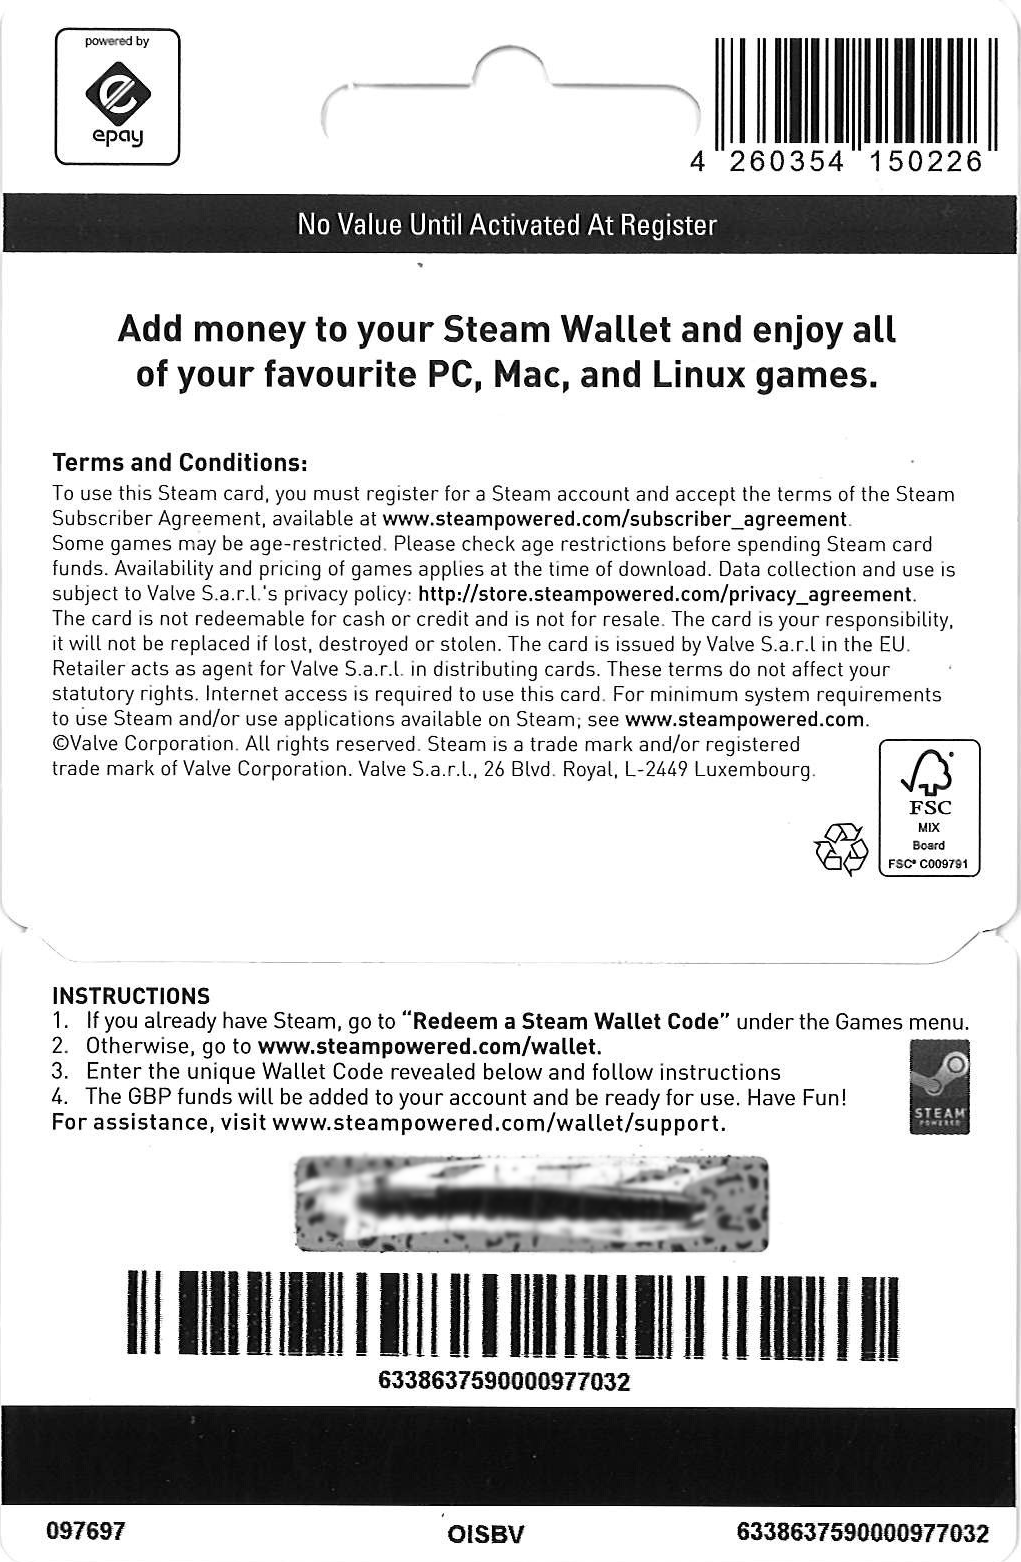 powered by
epay
4 260354 150226
No Value Until Activated At Register
Add money to your Steam Wallet and enjoy all
of your favourite PC, Mac, and Linux games.
Terms and Conditions:
To use this Steam card, you must register for a Steam account and accept the terms of the Steam
Subscriber Agreement, available at www.steampowered.com/subscriber_agreement.
Some games may be age-restricted. Please check age restrictions before spending Steam card
funds. Availability and pricing of games applies at the time of download. Data collection and use is
subject to Valve S.a.r.l.'s privacy policy: http://store.steampowered.com/privacy_agreement.
The card is not redeemable for cash or credit and is not for resale. The card is your responsibility,
it will not be replaced if lost, destroyed or stolen. The card is issued by Valve S.a.r.l in the EU.
Retailer acts as agent for Valve S.a.r.l. in distributing cards. These terms do not affect your
statutory rights. Internet access is required to use this card. For minimum system requirements
to use Steam and/or use applications available on Steam; see www.steampowered.com.
©Valve Corporation. All rights reserved. Steam is a trade mark and/or registered
trade mark of Valve Corporation. Valve S.a.r.l., 26 Blvd. Royal, L-2449 Luxembourg.
FSC
MIX
Board
FSC® C009791
INSTRUCTIONS
1. If you already have Steam, go to “Redeem a Steam Wallet Code” under the Games menu.
2. Otherwise, go to www.steampowered.com/wallet.
3. Enter the unique Wallet Code revealed below and follow instructions
4. The GBP funds will be added to your account and be ready for use. Have Fun!
For assistance, visit www.steampowered.com/wallet/support.
STEAM
POWERED
6338637590000977032
097697
OISBV
6338637590000977032